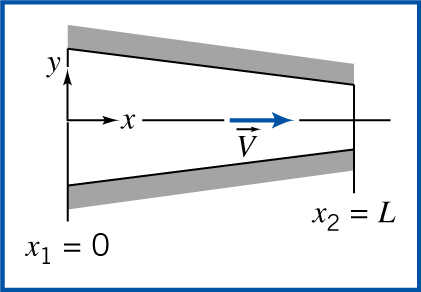 y
x
V
x₂ = L
x₁ = 0